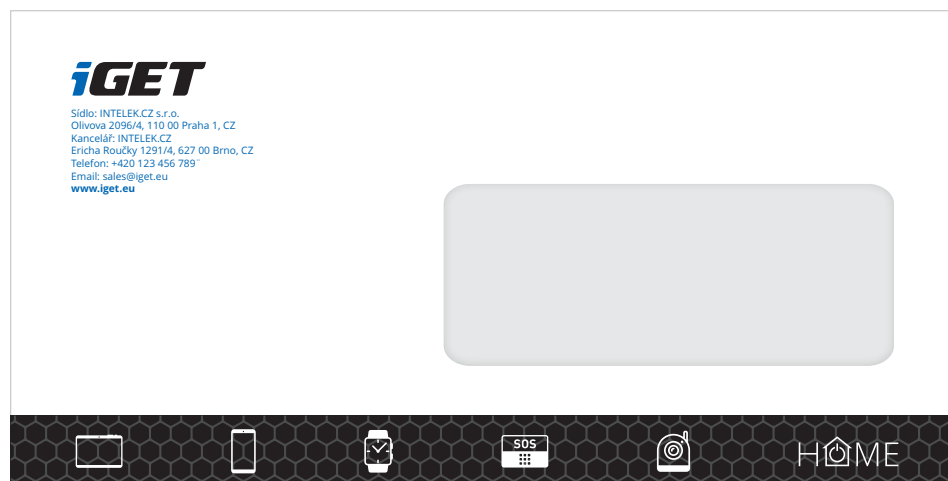 iGET
Sídlo: INTELEK.CZ s.r.o.
Olivova 2096/4, 110 00 Praha 1, CZ
Kancelář: INTELEK.CZ
Ericha Roučky 1291/4, 627 00 Brno, CZ
Telefon: +420 123 456 789¨
Email: sales@iget.eu
www.iget.eu
SOS
HOME